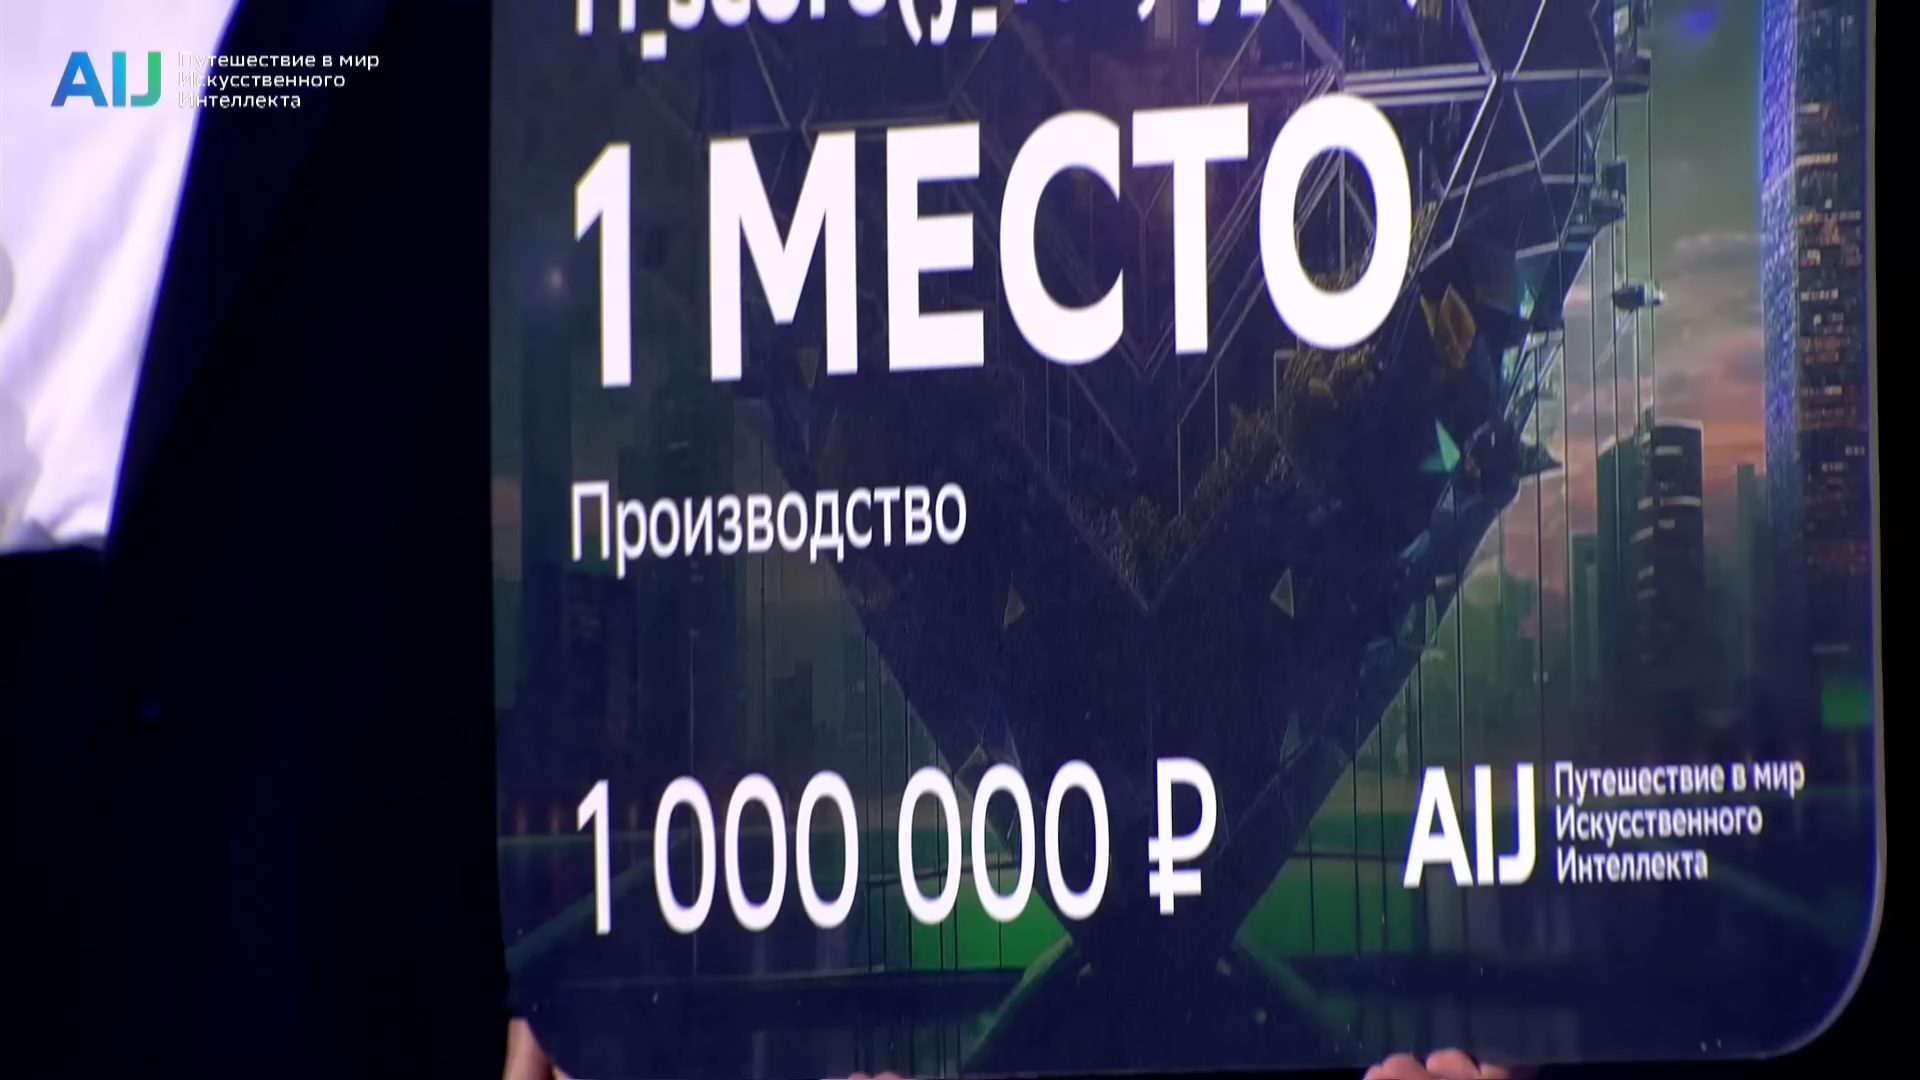 AIJ Путешествие в мир
Искусственного
Интеллекта
1 МЕСТО
Производство
1 000 000 ₽
AIJ Путешествие в мир
Искусственного
Интеллекта